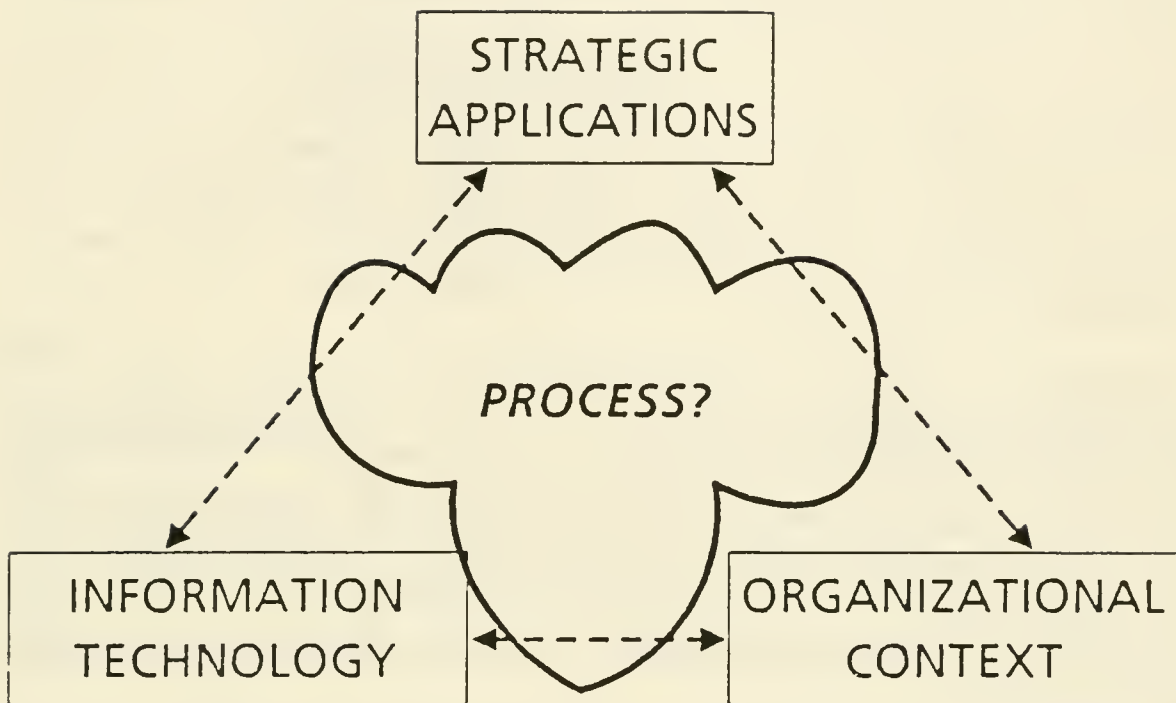 STRATEGIC
APPLICATIONS
PROCESS?
INFORMATION
TECHNOLOGY
ORGANIZATIONAL
CONTEXT